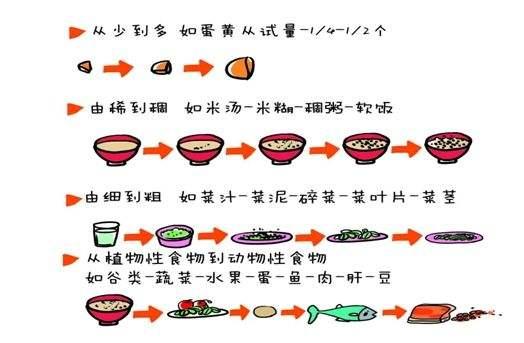 从少到多 如蛋黄从试量-1/4-1/2个
由稀到稠 如米汤-米糊-稠粥-软饭
由细到粗 如菜汁-菜泥-碎菜-菜叶片-菜茎
从植物性食物到动物性食物
如谷类-蔬菜-水果-蛋-鱼-肉-肝-豆